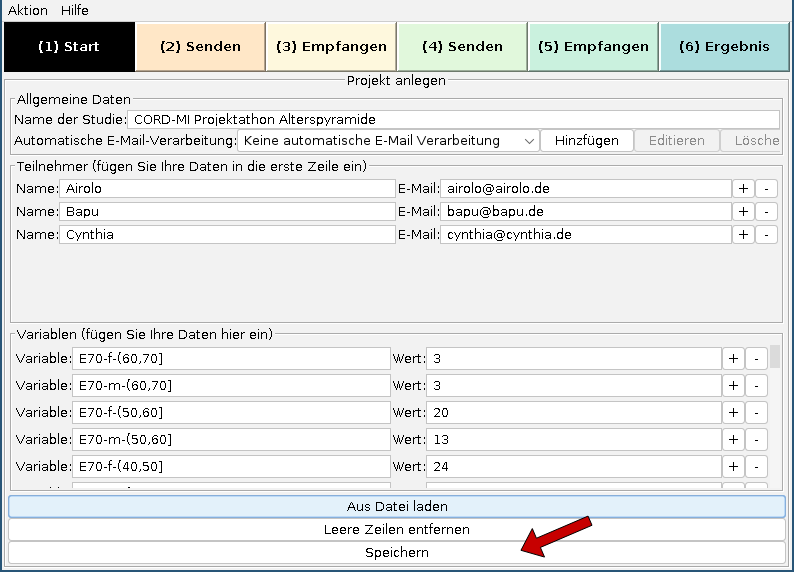 Aktion Hilfe
(1) Start (2) Senden (3) Empfangen (4) Senden (5) Empfangen (6) Ergebnis
Projekt anlegen
Allgemeine Daten
Name der Studie: CORD-MI Projektathon Alterspyramide
Automatische E-Mail-Verarbeitung: Keine automatische E-Mail Verarbeitung Hinzufügen Editieren Lösche
Teilnehmer (fügen Sie Ihre Daten in die erste Zeile ein)
Name: Airolo E-Mail: airolo@airolo.de + -
Name: Bapu E-Mail: bapu@bapu.de + -
Name: Cynthia E-Mail: cynthia@cynthia.de + -
Variablen (fügen Sie Ihre Daten hier ein)
Variable: E70-f-(60,70] Wert: 3 + -
Variable: E70-m-(60,70] Wert: 3 + -
Variable: E70-f-(50,60] Wert: 20 + -
Variable: E70-m-(50,60] Wert: 13 + -
Variable: E70-f-(40,50] Wert: 24 + -
Aus Datei laden
Leere Zeilen entfernen
Speichern